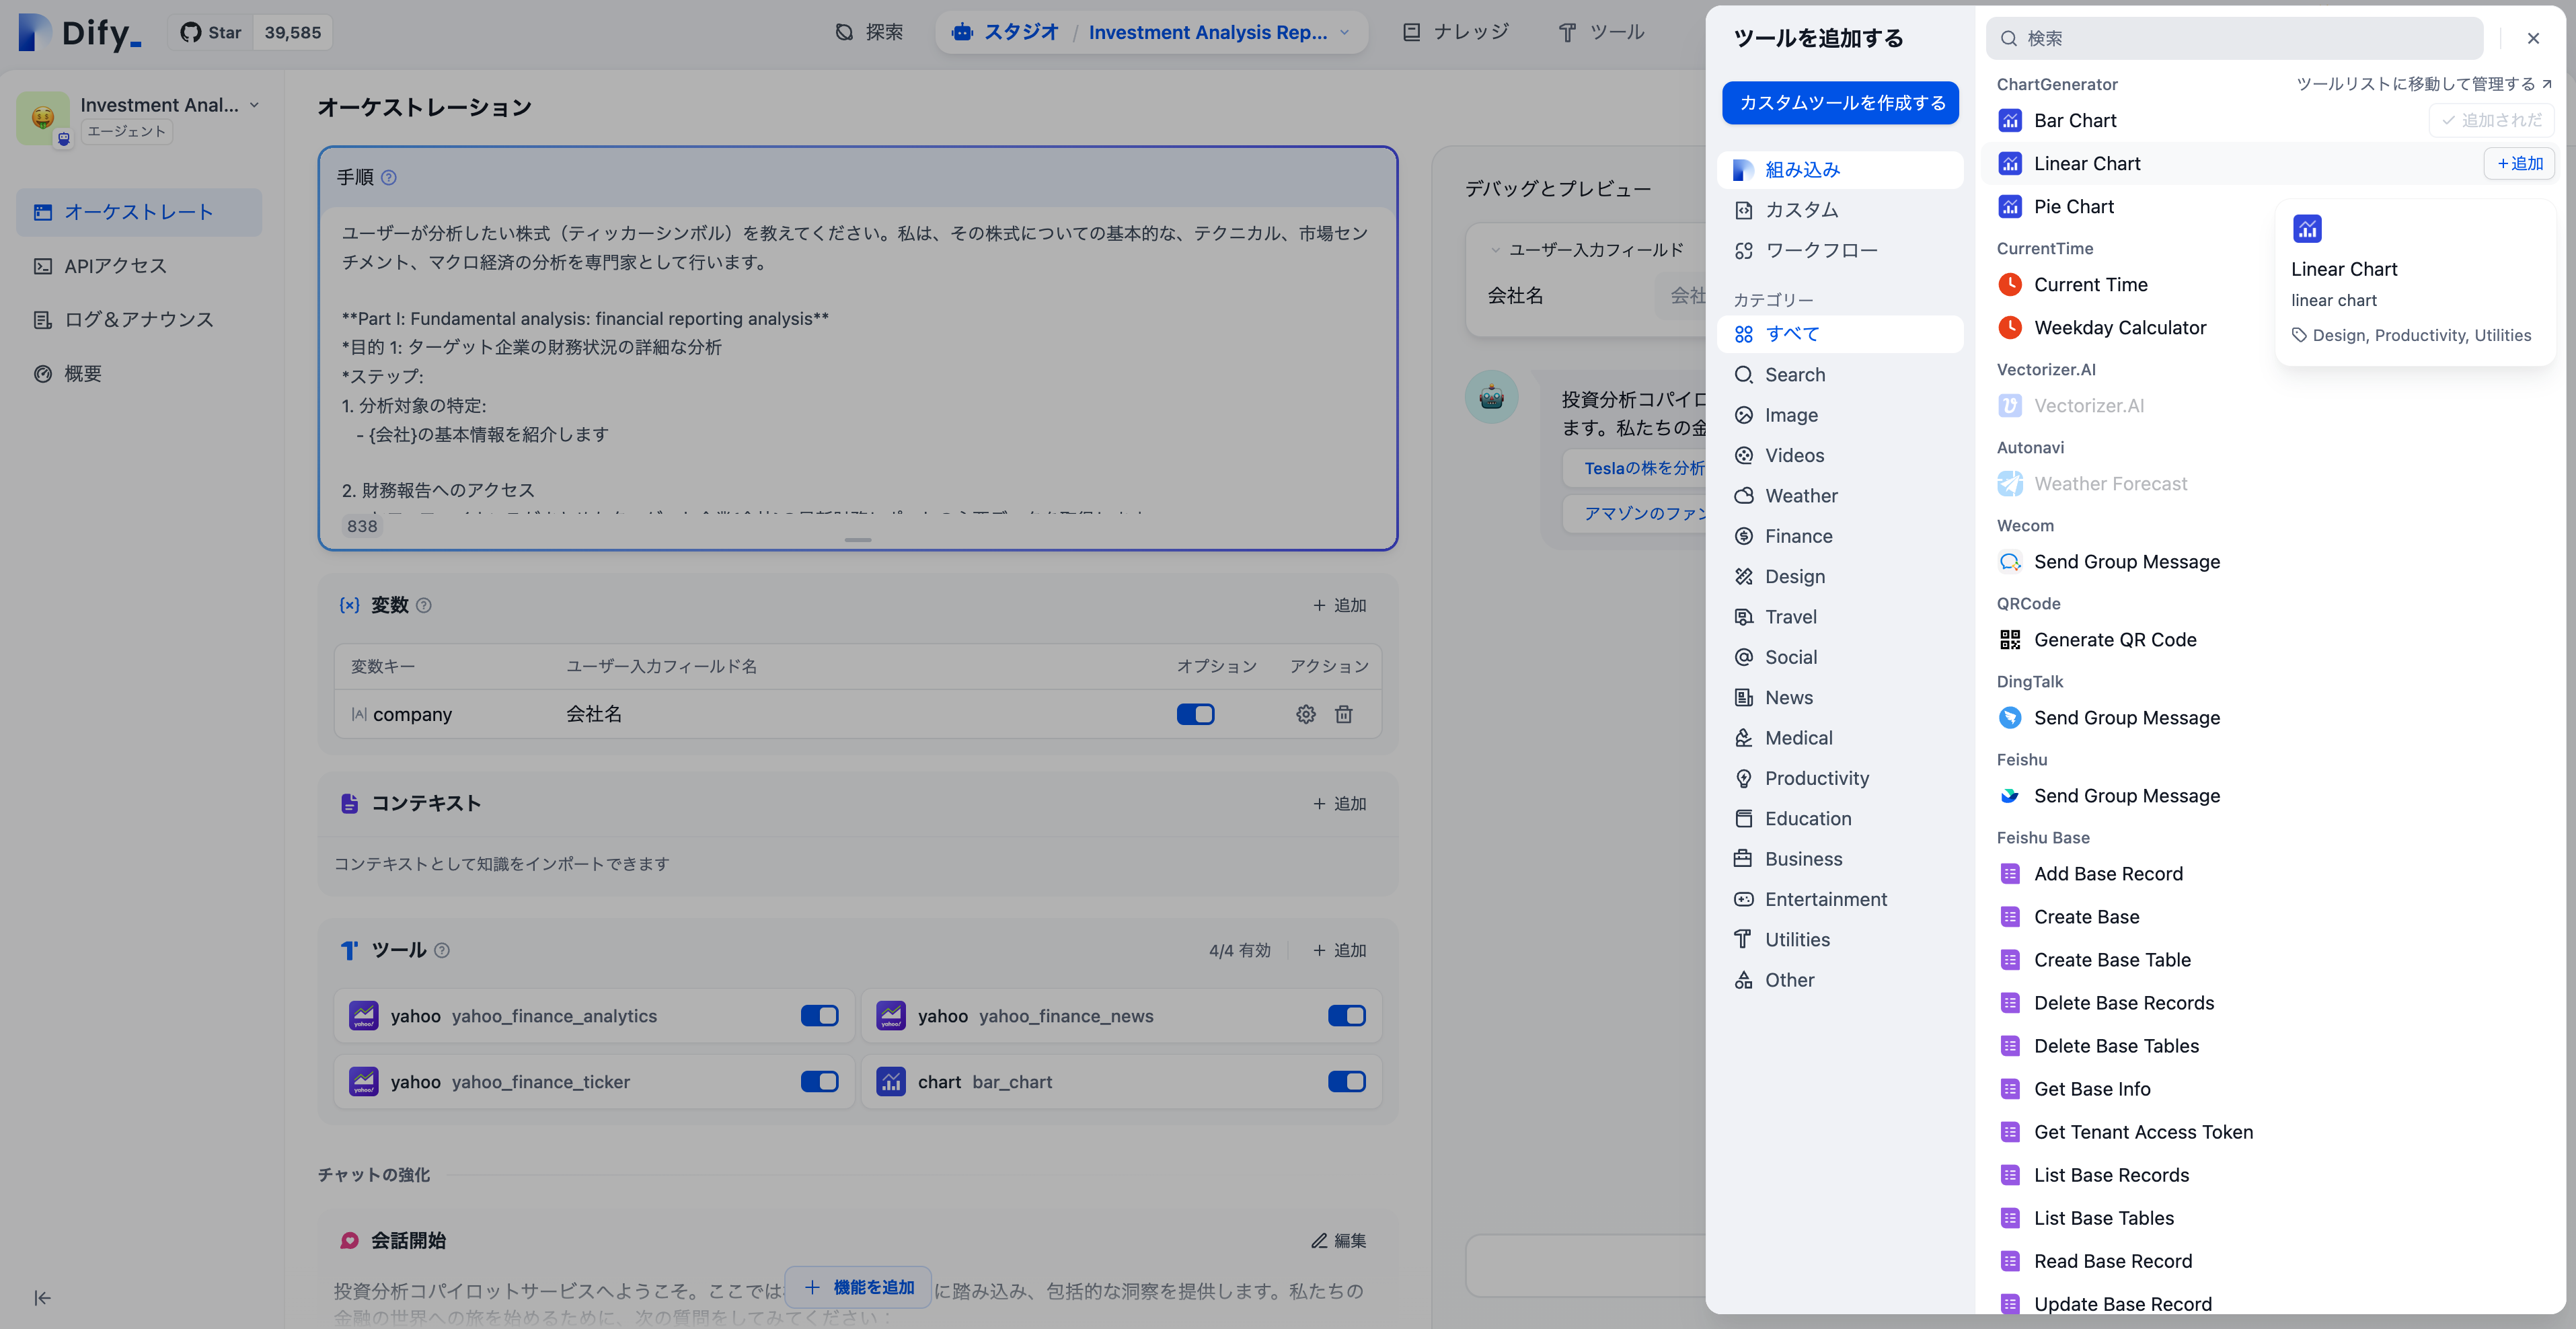 Dify_
Star 39,585
探索
スタジオ / Investment Analysis Rep...
ナレッジ
ツール
Investment Anal...
エージェント
オーケストレート
APIアクセス
ログ＆アナウンス
概要
オーケストレーション
手順
ユーザーが分析したい株式（ティッカーシンボル）を教えてください。私は、その株式についての基本的な、テクニカル、市場セン
チメント、マクロ経済の分析を専門家として行います。
**Part I: Fundamental analysis: financial reporting analysis**
*目的 1: ターゲット企業の財務状況の詳細な分析
*ステップ:
1. 分析対象の特定:
- {会社}の基本情報を紹介します
2. 財務報告へのアクセス
838
変数
+ 追加
変数キー ユーザー入力フィールド名 オプション アクション
company 会社名
コンテキスト
+ 追加
コンテキストとして知識をインポートできます
ツール
4/4 有効
+ 追加
yahoo yahoo_finance_analytics
yahoo yahoo_finance_news
yahoo yahoo_finance_ticker
chart bar_chart
チャットの強化
会話開始
編集
投資分析コパイロットサービスへようこそ。ここでは
に踏み込み、包括的な洞察を提供します。私たちの
+ 機能を追加
金融の世界への旅を始めるために、次の質問をしてみてください：
デバッグとプレビュー
ユーザー入力フィールド
会社名
会社
投資分析コパイロ
ます。私たちの金
Teslaの株を分析
アマゾンのファン
ツールを追加する
カスタムツールを作成する
組み込み
カスタム
ワークフロー
カテゴリー
すべて
Search
Image
Videos
Weather
Finance
Design
Travel
Social
News
Medical
Productivity
Education
Business
Entertainment
Utilities
Other
検索
ChartGenerator
ツールリストに移動して管理する
Bar Chart
追加されだ
Linear Chart
+追加
Pie Chart
Linear Chart
linear chart
Design, Productivity, Utilities
CurrentTime
Current Time
Weekday Calculator
Vectorizer.AI
Vectorizer.AI
Autonavi
Weather Forecast
Wecom
Send Group Message
QRCode
Generate QR Code
DingTalk
Send Group Message
Feishu
Send Group Message
Feishu Base
Add Base Record
Create Base
Create Base Table
Delete Base Records
Delete Base Tables
Get Base Info
Get Tenant Access Token
List Base Records
List Base Tables
Read Base Record
Update Base Record